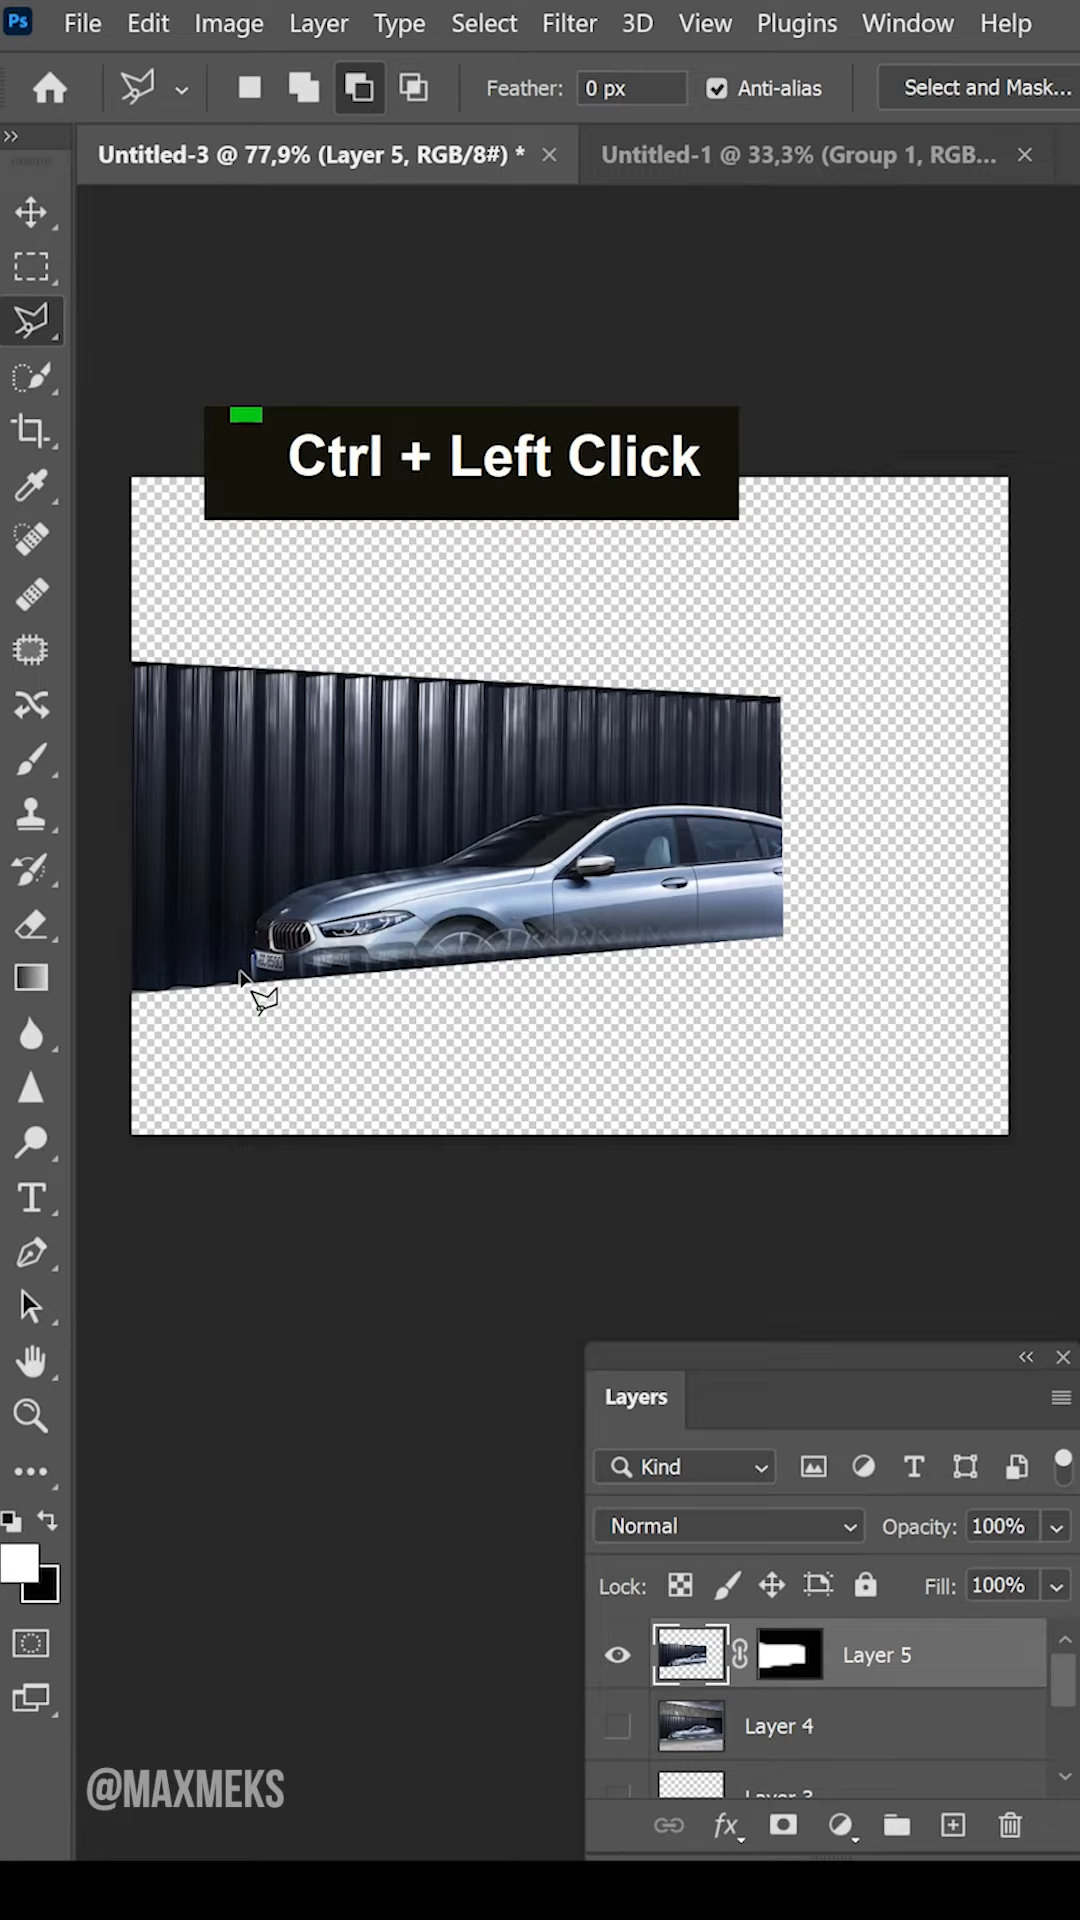 Ps File Edit Image Layer Type Select Filter 3D View Plugins Window Help
Feather: 0 px Anti-alias Select and Mask...
Untitled-3 @ 77,9% (Layer 5, RGB/8#) * Untitled-1 @ 33,3% (Group 1, RGB...
Ctrl + Left Click
Layers
Kind
Normal Opacity: 100%
Lock: Fill: 100%
Layer 5
Layer 4
@MAXMEKS
fx